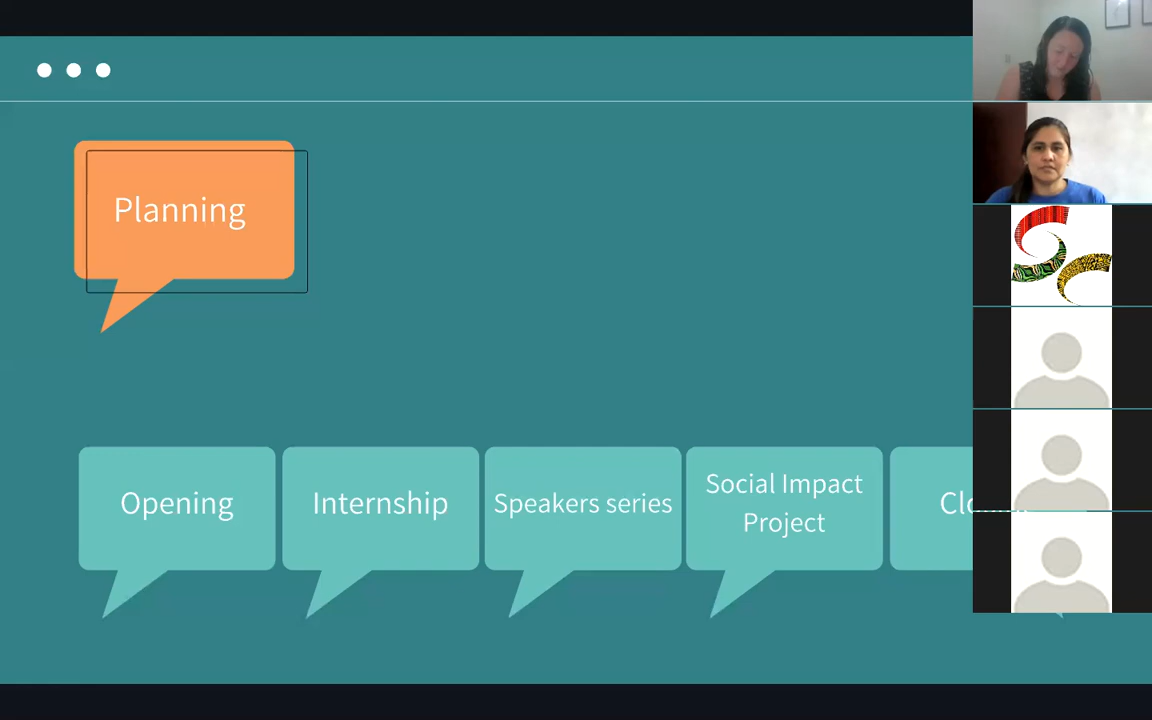 Planning
Opening
Internship
Speakers series
Social Impact
Project